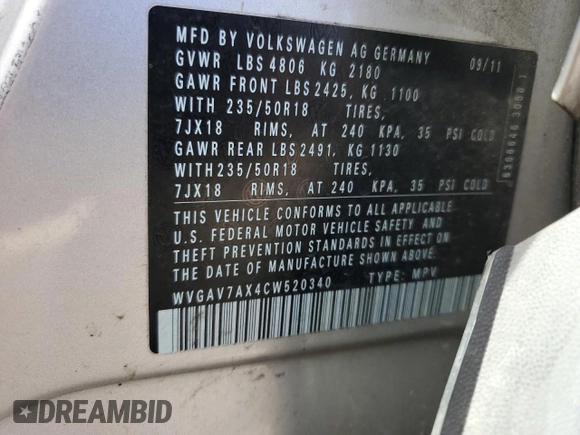 MFD BY VOLKSWAGEN AG GERMANY 09/11
GVWR LBS 4806 KG 2180
GAWR FRONT LBS 2425, KG 1100
WITH 235/50R18 TIRES,
7JX18 RIMS, AT 240 KPA, 35 PSI COLD
GAWR REAR LBS 2491, KG 1130
WITH 235/50R18 TIRES,
7JX18 RIMS, AT 240 KPA, 35 PSI COLD
THIS VEHICLE CONFORMS TO ALL APPLICABLE
U.S. FEDERAL MOTOR VEHICLE SAFETY AND
THEFT PREVENTION STANDARDS IN EFFECT ON
THE DATE OF MANUFACTURE SHOWN ABOVE.
WVGAV7AX4CW520340 TYPE: MPV
DREAMBID